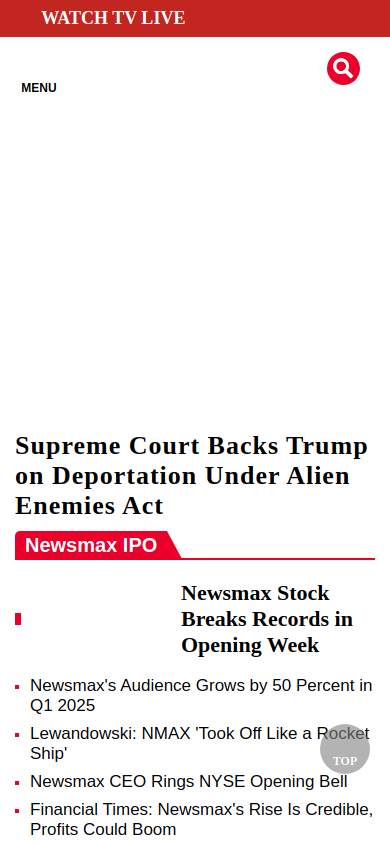 WATCH TV LIVE
MENU
Supreme Court Backs Trump
on Deportation Under Alien
Enemies Act
Newsmax IPO
Newsmax Stock
Breaks Records in
Opening Week
Newsmax's Audience Grows by 50 Percent in
Q1 2025
Lewandowski: NMAX 'Took Off Like a Rocket
Ship'
TOP
Newsmax CEO Rings NYSE Opening Bell
Financial Times: Newsmax's Rise Is Credible,
Profits Could Boom